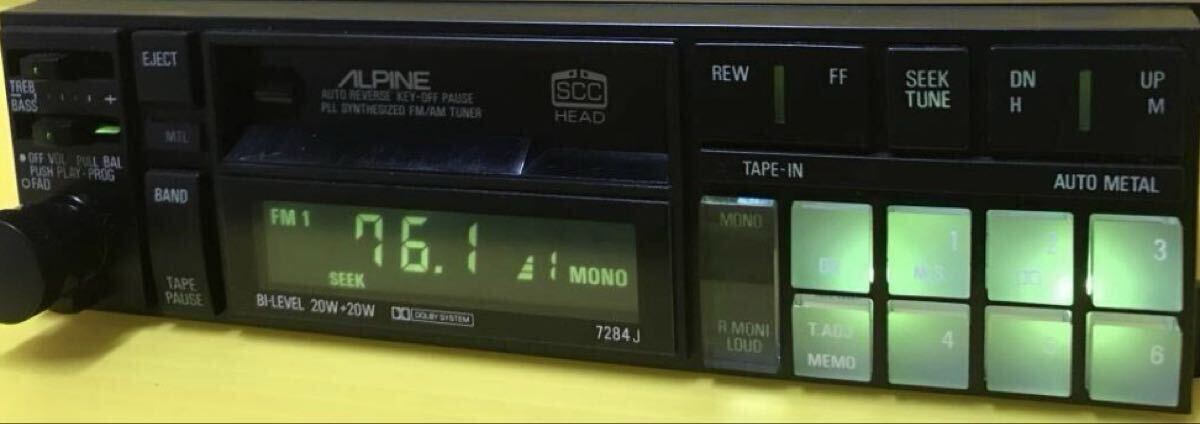 TREB
BASS
+
OFF VOL PULL BAL
PUSH PLAY-PROG
FAD
EJECT
MTL
BAND
TAPE
PAUSE
ALPINE
AUTO REVERSE KEY-OFF PAUSE
PLL SYNTHESIZED FM/AM TUNER
SCC
HEAD
FM 1
76.1
1
MONO
SEEK
BI-LEVEL 20W+20W
DOLBY SYSTEM
7284J
REW
FF
SEEK
TUNE
DN
UP
H
M
TAPE-IN
AUTO METAL
MONO
R.MONI
LOUD
1
M.S
2
3
T.ADJ
MEMO
4
5
6